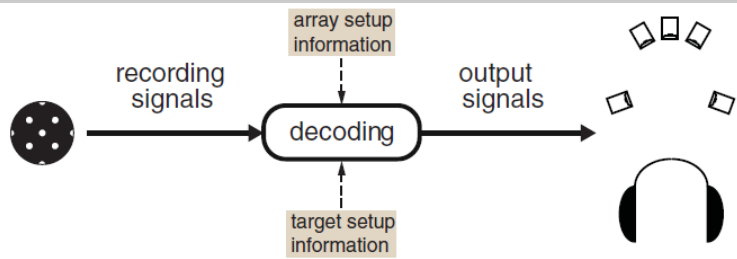 array setup
information
recording
signals
decoding
output
signals
target setup
information